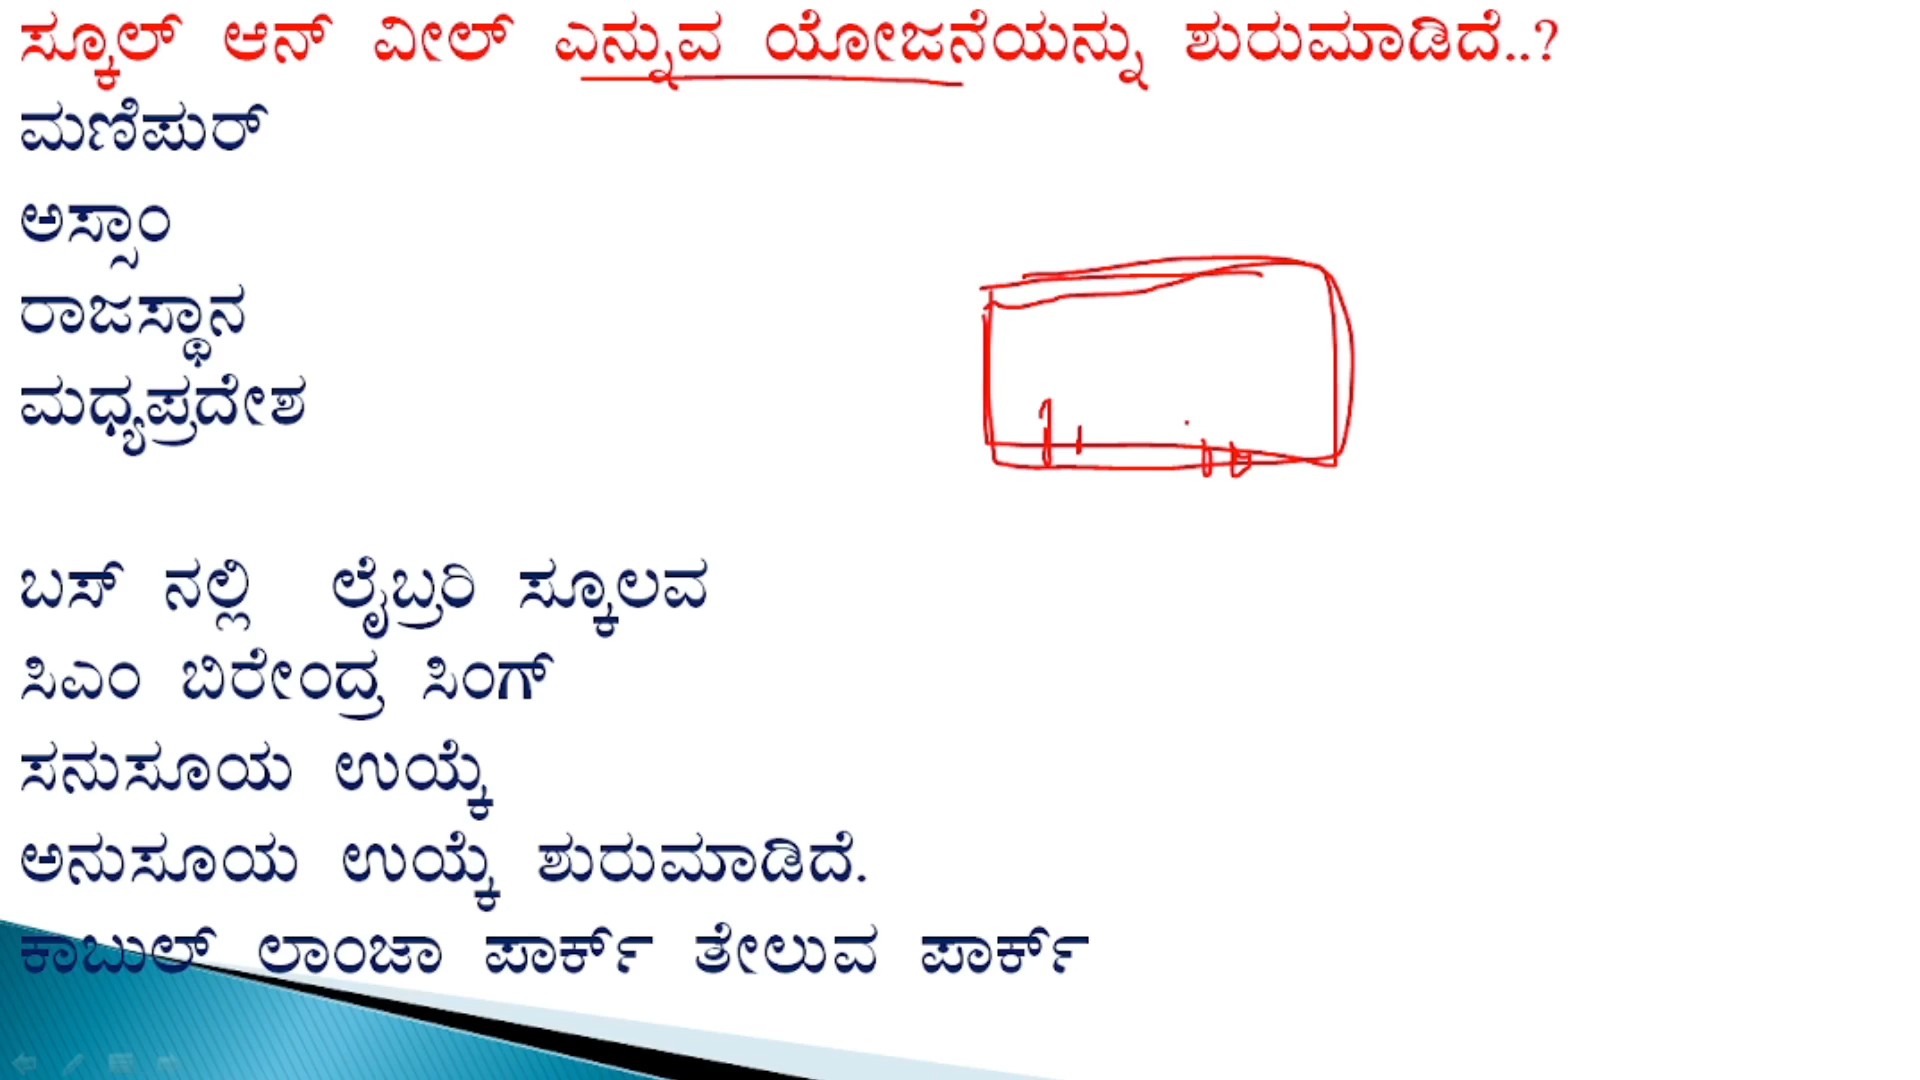 ಸ್ಕೂಲ್ ಆನ್ ವೀಲ್ ಎನ್ನುವ ಯೋಜನೆಯನ್ನು ಶುರುಮಾಡಿದೆ..?
ಮಣಿಪುರ್
ಅಸ್ಸಾಂ
ರಾಜಸ್ಥಾನ
ಮಧ್ಯಪ್ರದೇಶ
ಬಸ್ ನಲ್ಲಿ ಲೈಬ್ರರಿ ಸ್ಕೂಲವ
ಸಿಎಂ ಬಿರೇಂದ್ರ ಸಿಂಗ್
ಸನುಸೂಯ ಉಯ್ಕೆ
ಅನುಸೂಯ ಉಯ್ಕೆ ಶುರುಮಾಡಿದೆ.
ಕಾಬುಲ್ ಲಾಂಜಾ ಪಾರ್ಕ್ ತೇಲುವ ಪಾರ್ಕ್